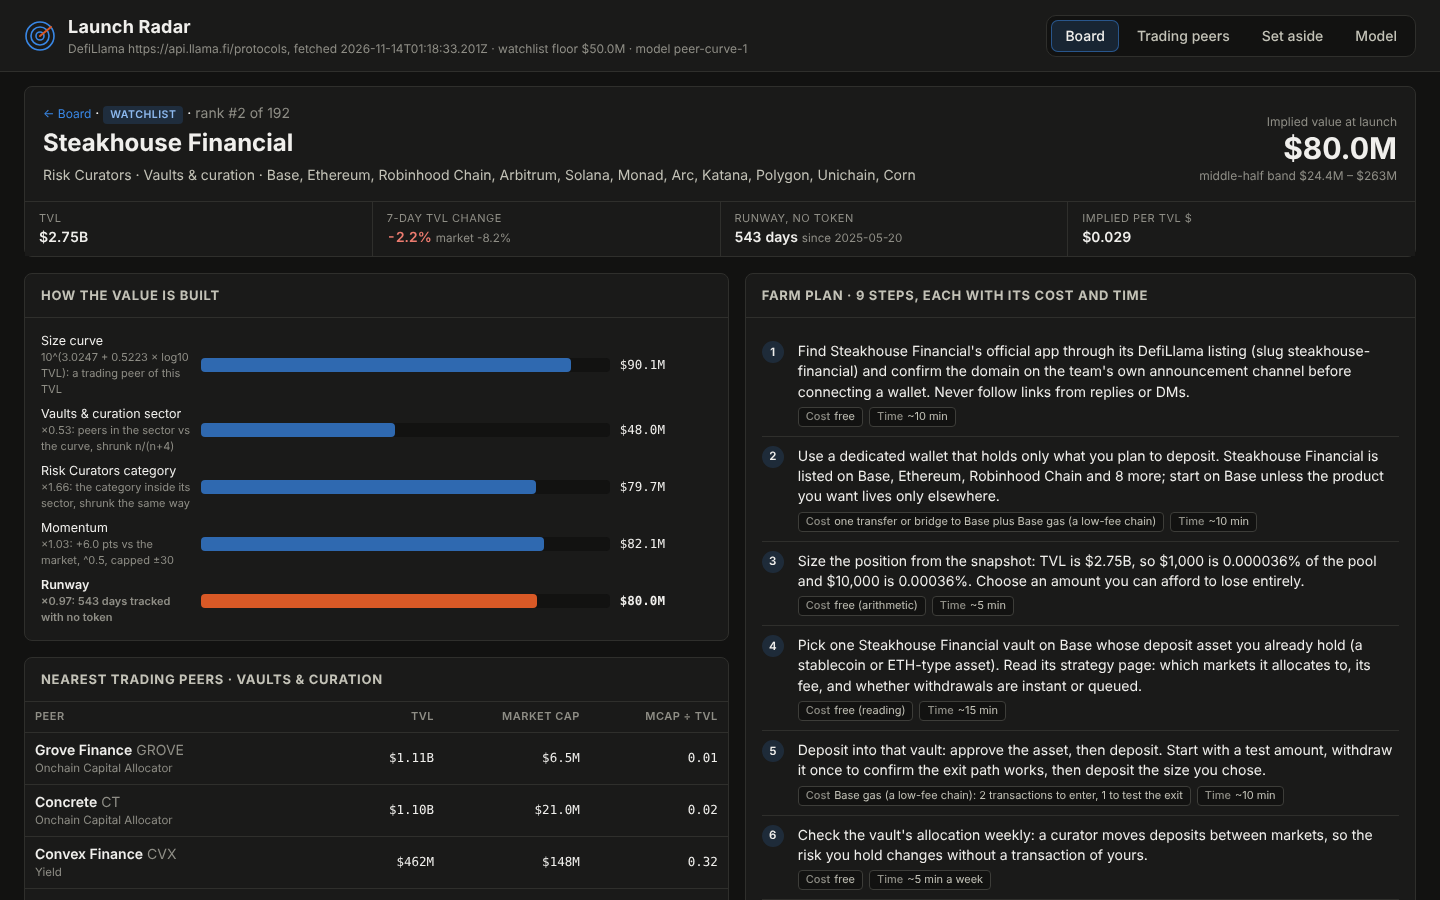 Launch Radar
DefiLlama https://api.llama.fi/protocols, fetched 2026-11-14T01:18:33.201Z · watchlist floor $50.0M · model peer-curve-1
Board
Trading peers
Set aside
Model
← Board · WATCHLIST · rank #2 of 192
Steakhouse Financial
Risk Curators · Vaults & curation · Base, Ethereum, Robinhood Chain, Arbitrum, Solana, Monad, Arc, Katana, Polygon, Unichain, Corn
Implied value at launch
$80.0M
middle-half band $24.4M – $263M
TVL
$2.75B
7-DAY TVL CHANGE
-2.2% market -8.2%
RUNWAY, NO TOKEN
543 days since 2025-05-20
IMPLIED PER TVL $
$0.029
HOW THE VALUE IS BUILT
Size curve
10^(3.0247 + 0.5223 × log10
TVL): a trading peer of this
TVL
$90.1M
Vaults & curation sector
×0.53: peers in the sector vs
the curve, shrunk n/(n+4)
$48.0M
Risk Curators category
×1.66: the category inside its
sector, shrunk the same way
$79.7M
Momentum
×1.03: +6.0 pts vs the
market, ^0.5, capped ±30
$82.1M
Runway
×0.97: 543 days tracked
with no token
$80.0M
NEAREST TRADING PEERS · VAULTS & CURATION
PEER TVL MARKET CAP MCAP ÷ TVL
Grove Finance GROVE
Onchain Capital Allocator
$1.11B $6.5M 0.01
Concrete CT
Onchain Capital Allocator
$1.10B $21.0M 0.02
Convex Finance CVX
Yield
$462M $148M 0.32
FARM PLAN · 9 STEPS, EACH WITH ITS COST AND TIME
1
Find Steakhouse Financial's official app through its DefiLlama listing (slug steakhouse-
financial) and confirm the domain on the team's own announcement channel before
connecting a wallet. Never follow links from replies or DMs.
Cost free Time ~10 min
2
Use a dedicated wallet that holds only what you plan to deposit. Steakhouse Financial is
listed on Base, Ethereum, Robinhood Chain and 8 more; start on Base unless the product
you want lives only elsewhere.
Cost one transfer or bridge to Base plus Base gas (a low-fee chain) Time ~10 min
3
Size the position from the snapshot: TVL is $2.75B, so $1,000 is 0.000036% of the pool
and $10,000 is 0.00036%. Choose an amount you can afford to lose entirely.
Cost free (arithmetic) Time ~5 min
4
Pick one Steakhouse Financial vault on Base whose deposit asset you already hold (a
stablecoin or ETH-type asset). Read its strategy page: which markets it allocates to, its
fee, and whether withdrawals are instant or queued.
Cost free (reading) Time ~15 min
5
Deposit into that vault: approve the asset, then deposit. Start with a test amount, withdraw
it once to confirm the exit path works, then deposit the size you chose.
Cost Base gas (a low-fee chain): 2 transactions to enter, 1 to test the exit Time ~10 min
6
Check the vault's allocation weekly: a curator moves deposits between markets, so the
risk you hold changes without a transaction of yours.
Cost free Time ~5 min a week